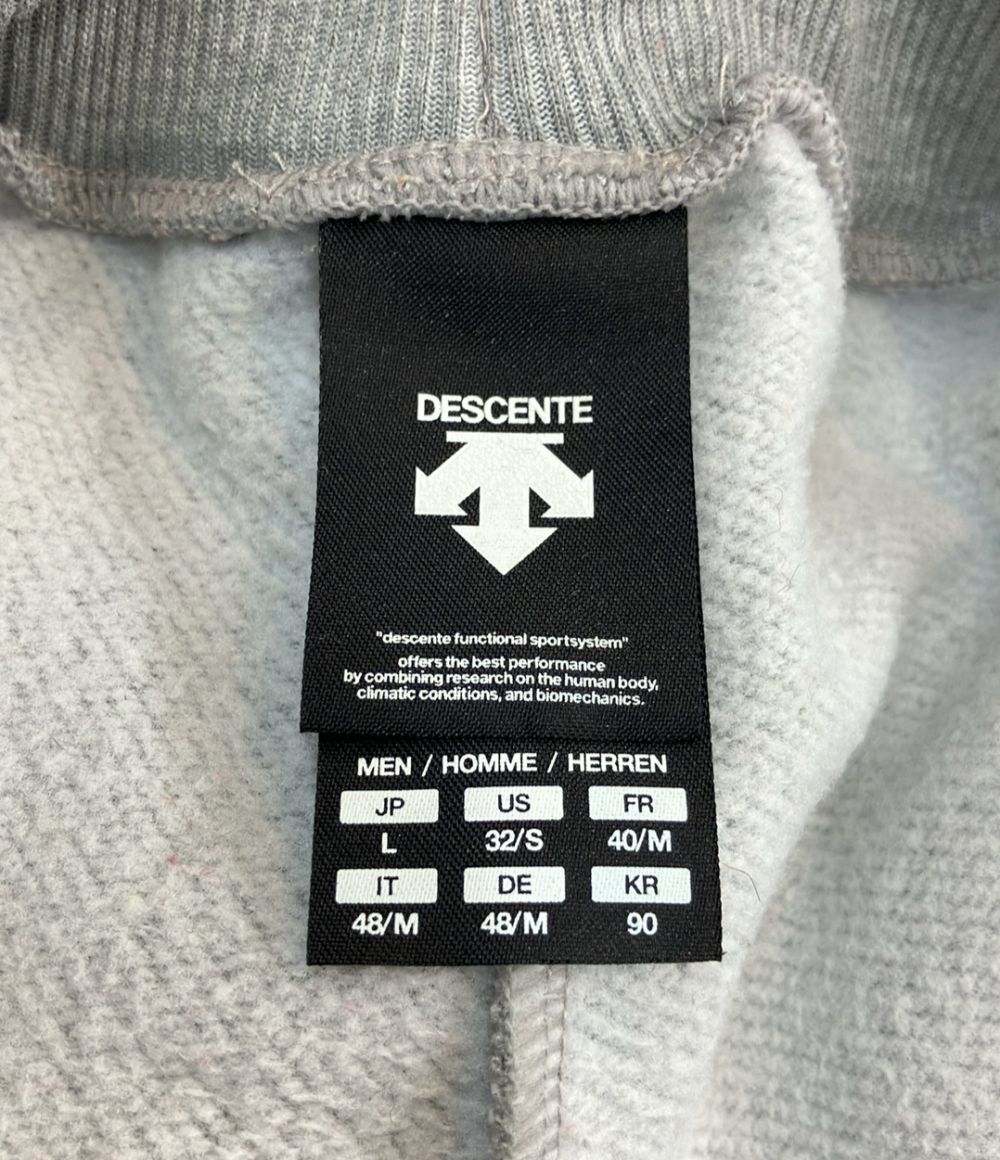 DESCENTE
"descente functional sportsystem"
offers the best performance
by combining research on the human body,
climatic conditions, and biomechanics.
MEN / HOMME / HERREN
JP US FR
L 32/S 40/M
IT DE KR
48/M 48/M 90